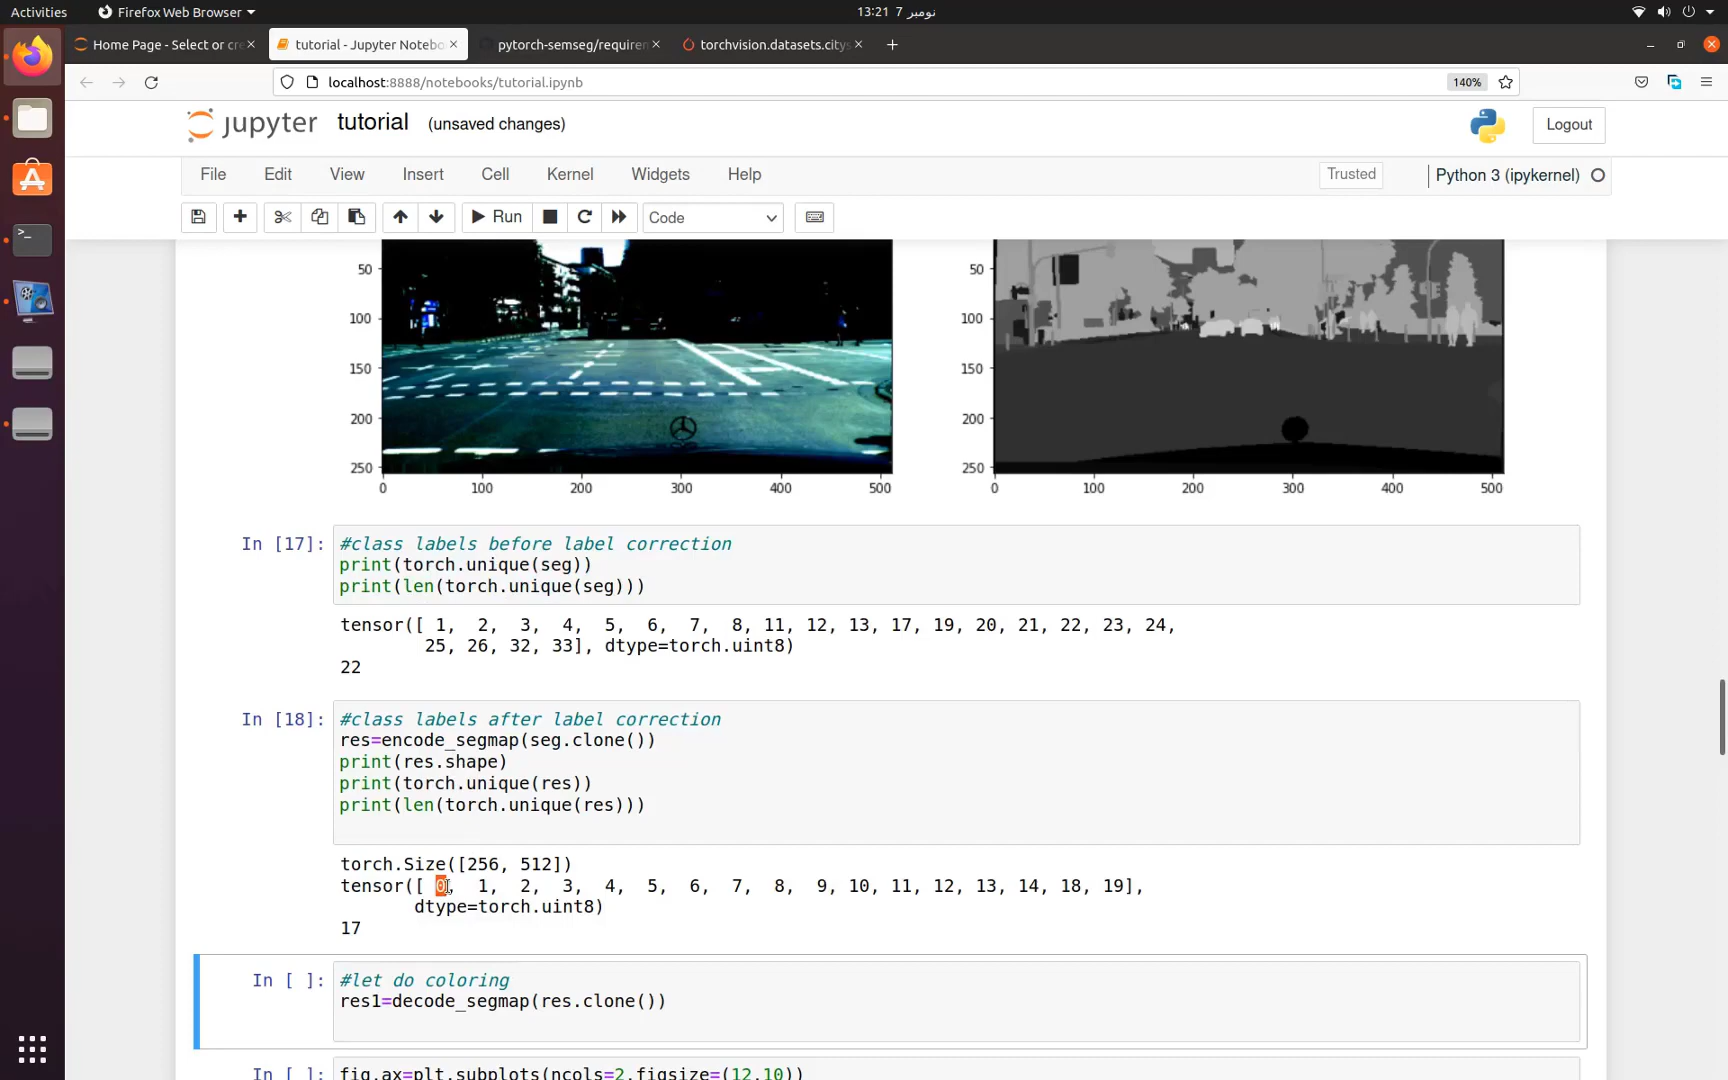 Activities
Firefox Web Browser
نومبر 7 13:21
Home Page - Select or cre
tutorial - Jupyter Notebo
pytorch-semseg/requirem
torchvision.datasets.citys
localhost:8888/notebooks/tutorial.ipynb
140%
jupyter tutorial (unsaved changes)
Logout
File Edit View Insert Cell Kernel Widgets Help
Trusted
Python 3 (ipykernel)
Run
Code
50
100
150
200
250
0 100 200 300 400 500
50
100
150
200
250
0 100 200 300 400 500
In [17]:
#class labels before label correction
print(torch.unique(seg))
print(len(torch.unique(seg)))
tensor([ 1, 2, 3, 4, 5, 6, 7, 8, 11, 12, 13, 17, 19, 20, 21, 22, 23, 24,
25, 26, 32, 33], dtype=torch.uint8)
22
In [18]:
#class labels after label correction
res=encode_segmap(seg.clone())
print(res.shape)
print(torch.unique(res))
print(len(torch.unique(res)))
torch.Size([256, 512])
tensor([ 0, 1, 2, 3, 4, 5, 6, 7, 8, 9, 10, 11, 12, 13, 14, 18, 19],
dtype=torch.uint8)
17
In [ ]:
#let do coloring
res1=decode_segmap(res.clone())
In [ ]:
fig,ax=plt.subplots(ncols=2,figsize=(12,10))